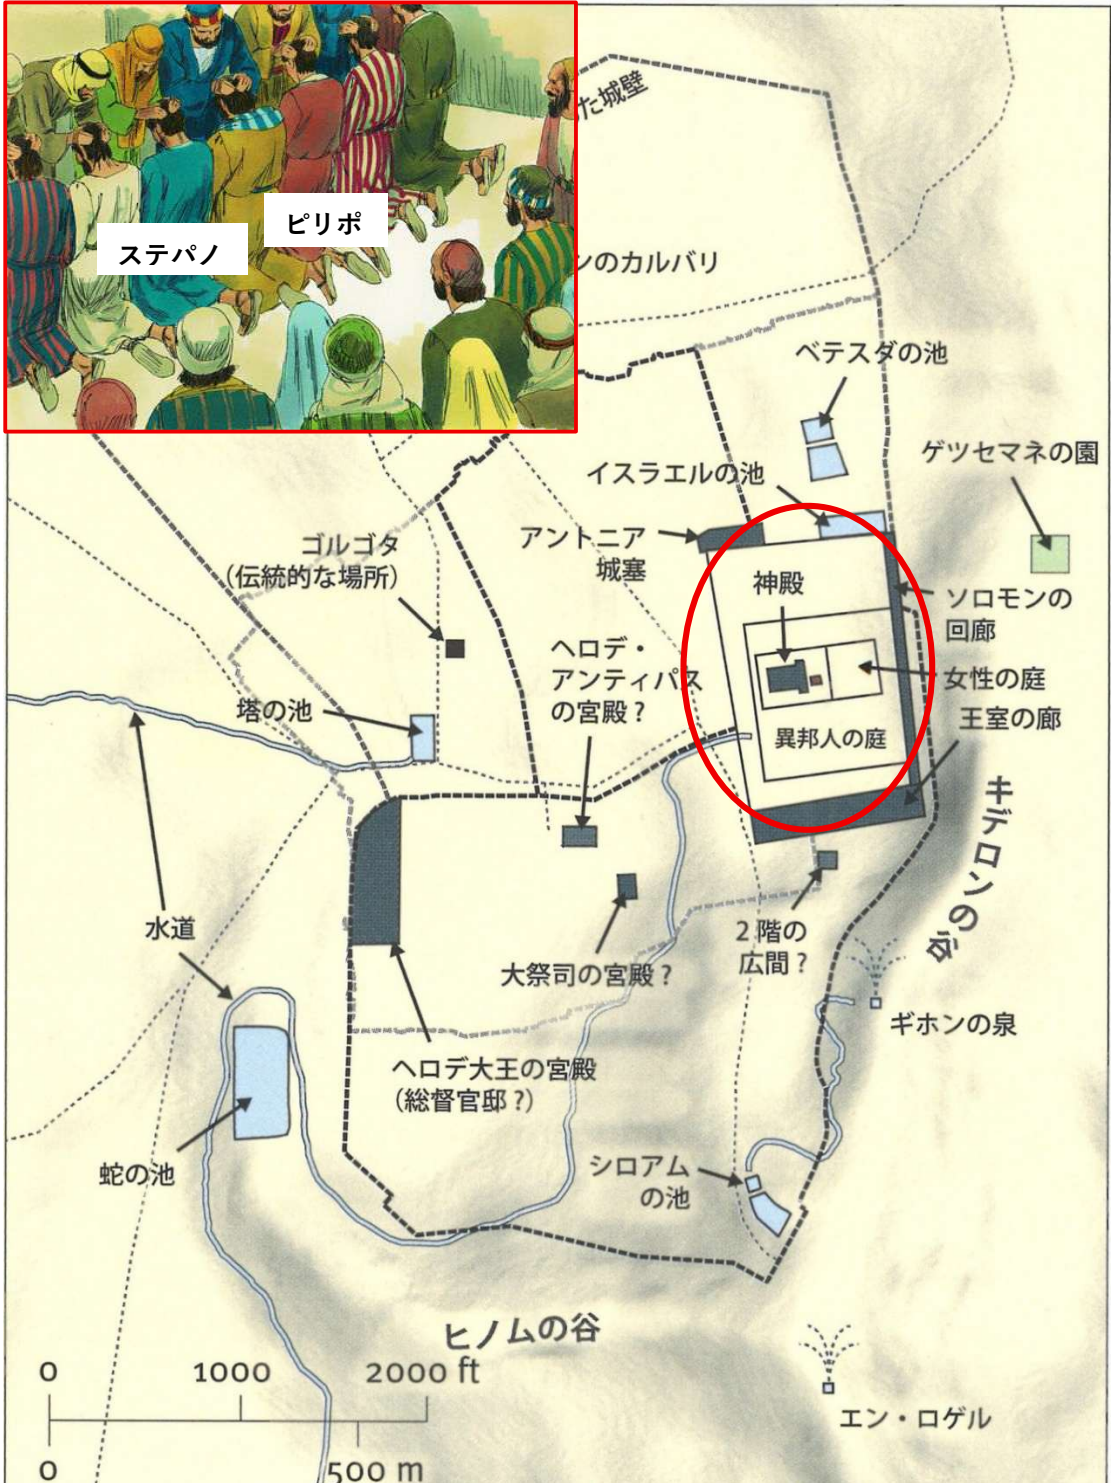 ステパノ
ピリポ
た城壁
ンのカルバリ
ベテスダの池
ゲツセマネの園
イスラエルの池
アントニア
城塞
ゴルゴタ
（伝統的な場所）
神殿
ソロモンの
回廊
ヘロデ・
アンティパス
の宮殿？
女性の庭
塔の池
王室の廊
異邦人の庭
キデロンの谷
水道
2階の
広間？
大祭司の宮殿？
ギホンの泉
ヘロデ大王の宮殿
（総督官邸？）
蛇の池
シロアム
の池
ヒノムの谷
0 1000 2000 ft
エン・ロゲル
0 500 m